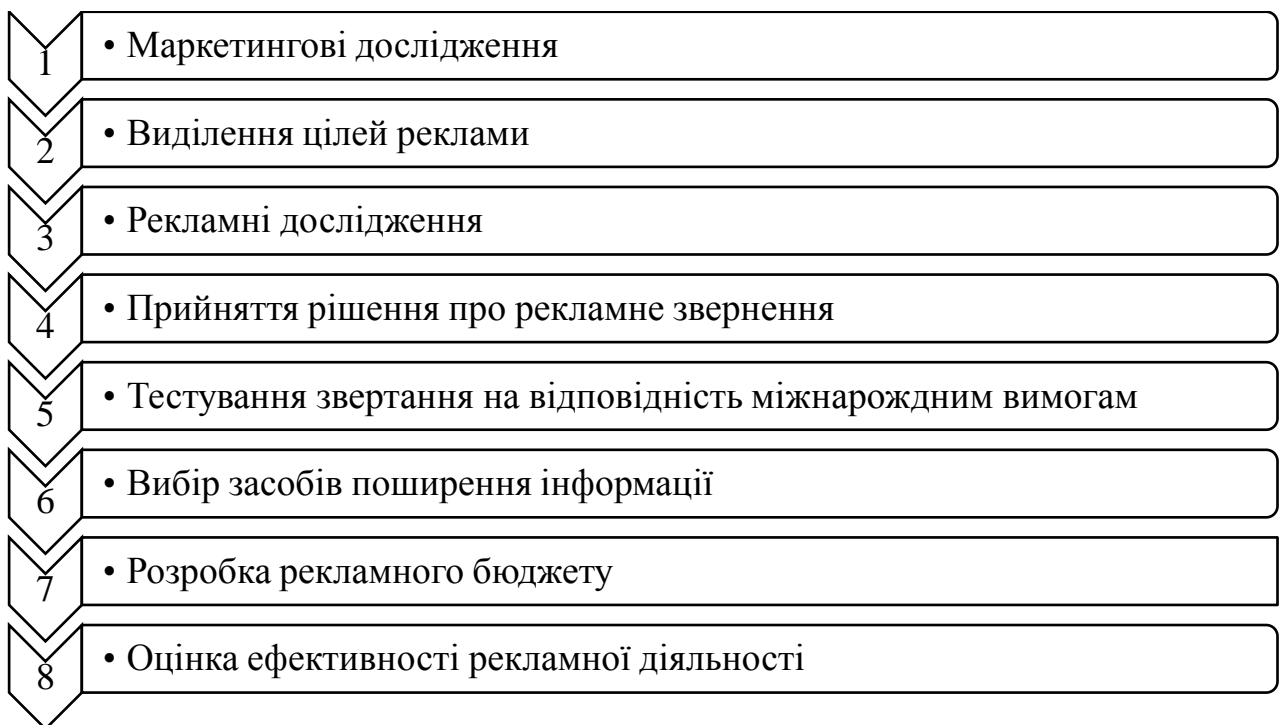 1 • Маркетингові дослідження
2 • Виділення цілей реклами
3 • Рекламні дослідження
4 • Прийняття рішення про рекламне звернення
5 • Тестування звертання на відповідність міжнарождним вимогам
6 • Вибір засобів поширення інформації
7 • Розробка рекламного бюджету
8 • Оцінка ефективності рекламної діяльності